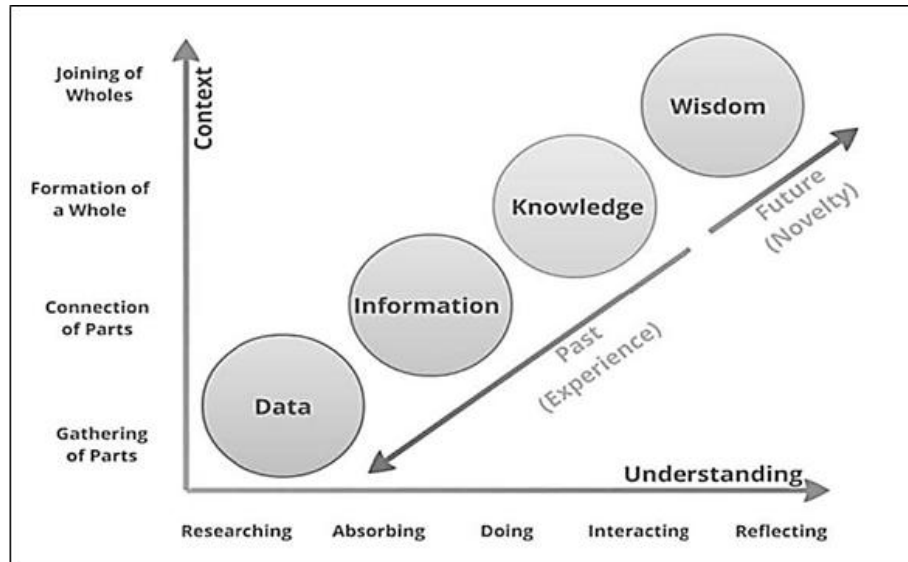 Joining of
Wholes
Context
Wisdom
Formation of
a Whole
Knowledge
Future
(Novelty)
Connection
of Parts
Information
Past
(Experience)
Data
Gathering
of Parts
Understanding
Researching Absorbing Doing Interacting Reflecting